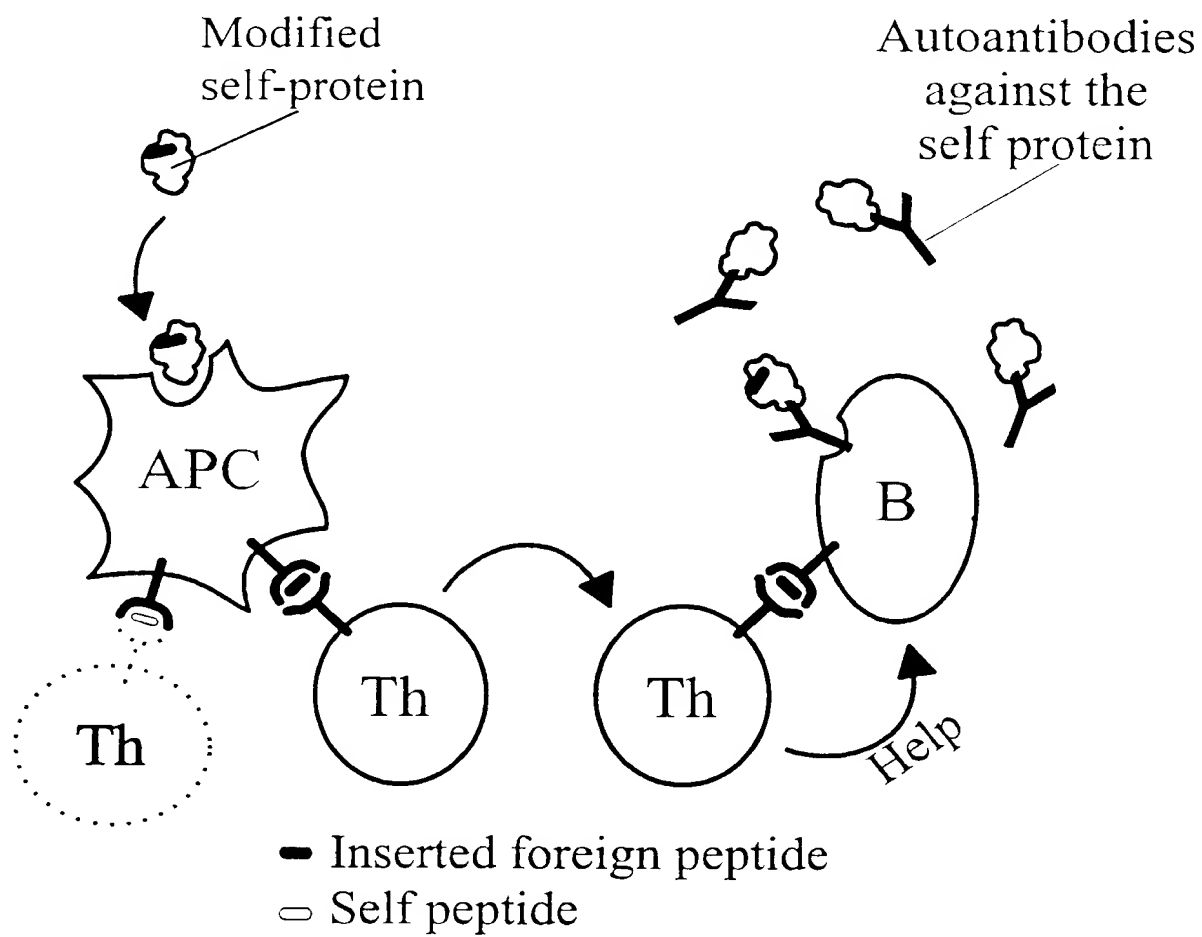 Modified
self-protein
Autoantibodies
against the
self protein
APC
B
Th
Th
Th
Help
Inserted foreign peptide
Self peptide